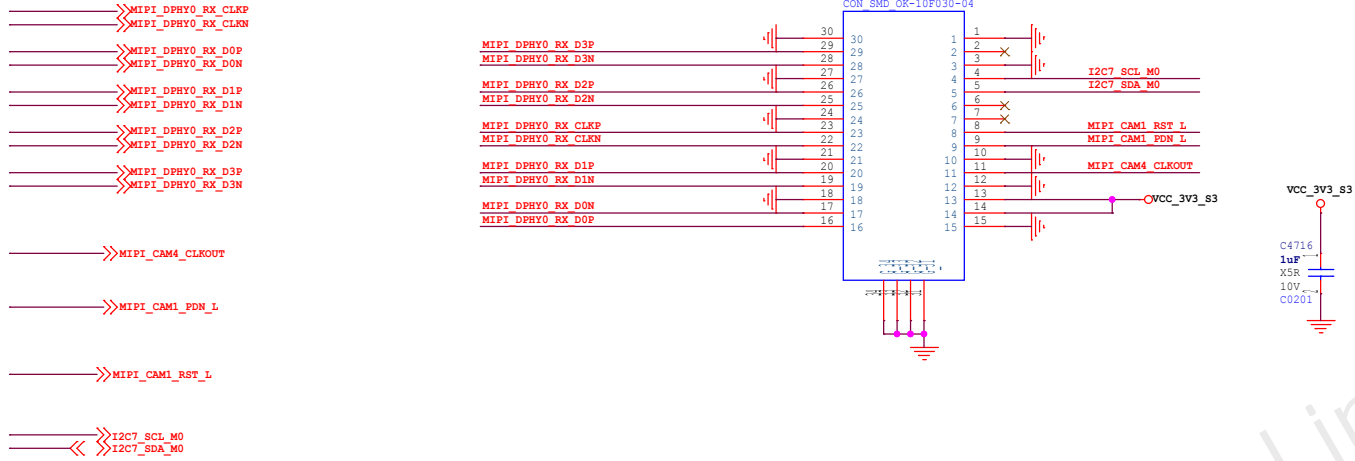 CON_SMD_OK-10F030-04
MIPI_DPHY0_RX_CLKP
MIPI_DPHY0_RX_CLKN
MIPI_DPHY0_RX_D0P
MIPI_DPHY0_RX_D0N
MIPI_DPHY0_RX_D1P
MIPI_DPHY0_RX_D1N
MIPI_DPHY0_RX_D2P
MIPI_DPHY0_RX_D2N
MIPI_DPHY0_RX_D3P
MIPI_DPHY0_RX_D3N
MIPI_CAM4_CLKOUT
MIPI_CAM1_PDN_L
MIPI_CAM1_RST_L
I2C7_SCL_M0
I2C7_SDA_M0
30 30 1 1
MIPI_DPHY0_RX_D3P 29 29 2 2
MIPI_DPHY0_RX_D3N 28 28 3 3
27 27 4 4 I2C7_SCL_M0
MIPI_DPHY0_RX_D2P 26 26 5 5 I2C7_SDA_M0
MIPI_DPHY0_RX_D2N 25 25 6 6
24 24 7 7
MIPI_DPHY0_RX_CLKP 23 23 8 8 MIPI_CAM1_RST_L
MIPI_DPHY0_RX_CLKN 22 22 9 9 MIPI_CAM1_PDN_L
21 21 10 10
MIPI_DPHY0_RX_D1P 20 20 11 11 MIPI_CAM4_CLKOUT
MIPI_DPHY0_RX_D1N 19 19 12 12
18 18 13 13 VCC_3V3_S3
MIPI_DPHY0_RX_D0N 17 17 14 14
MIPI_DPHY0_RX_D0P 16 16 15 15
VCC_3V3_S3
C4716
1uF
X5R
10V
C0201